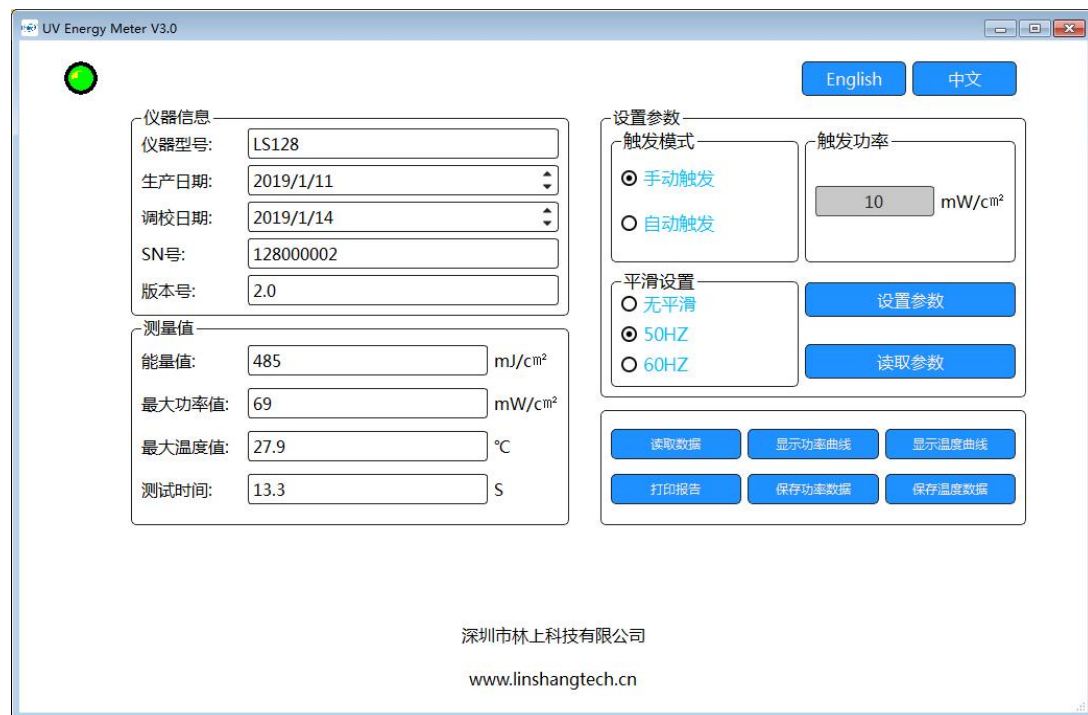 UV Energy Meter V3.0
English 中文
仪器信息
仪器型号: LS128
生产日期: 2019/1/11
调校日期: 2019/1/14
SN号: 128000002
版本号: 2.0
测量值
能量值: 485 mJ/cm²
最大功率值: 69 mW/cm²
最大温度值: 27.9 ℃
测试时间: 13.3 S
设置参数
触发模式
手动触发
自动触发
触发功率
10 mW/cm²
平滑设置
无平滑
50HZ
60HZ
设置参数
读取参数
读取数据 显示功率曲线 显示温度曲线
打印报告 保存功率数据 保存温度数据
深圳市林上科技有限公司
www.linshangtech.cn